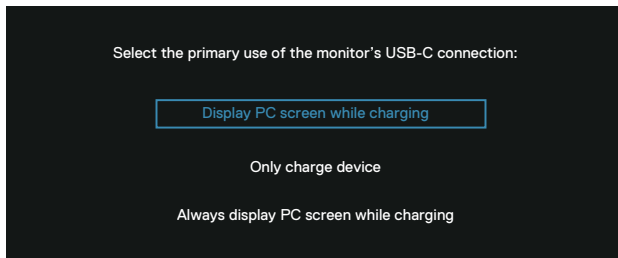 Select the primary use of the monitor’s USB-C connection:
Display PC screen while charging
Only charge device
Always display PC screen while charging